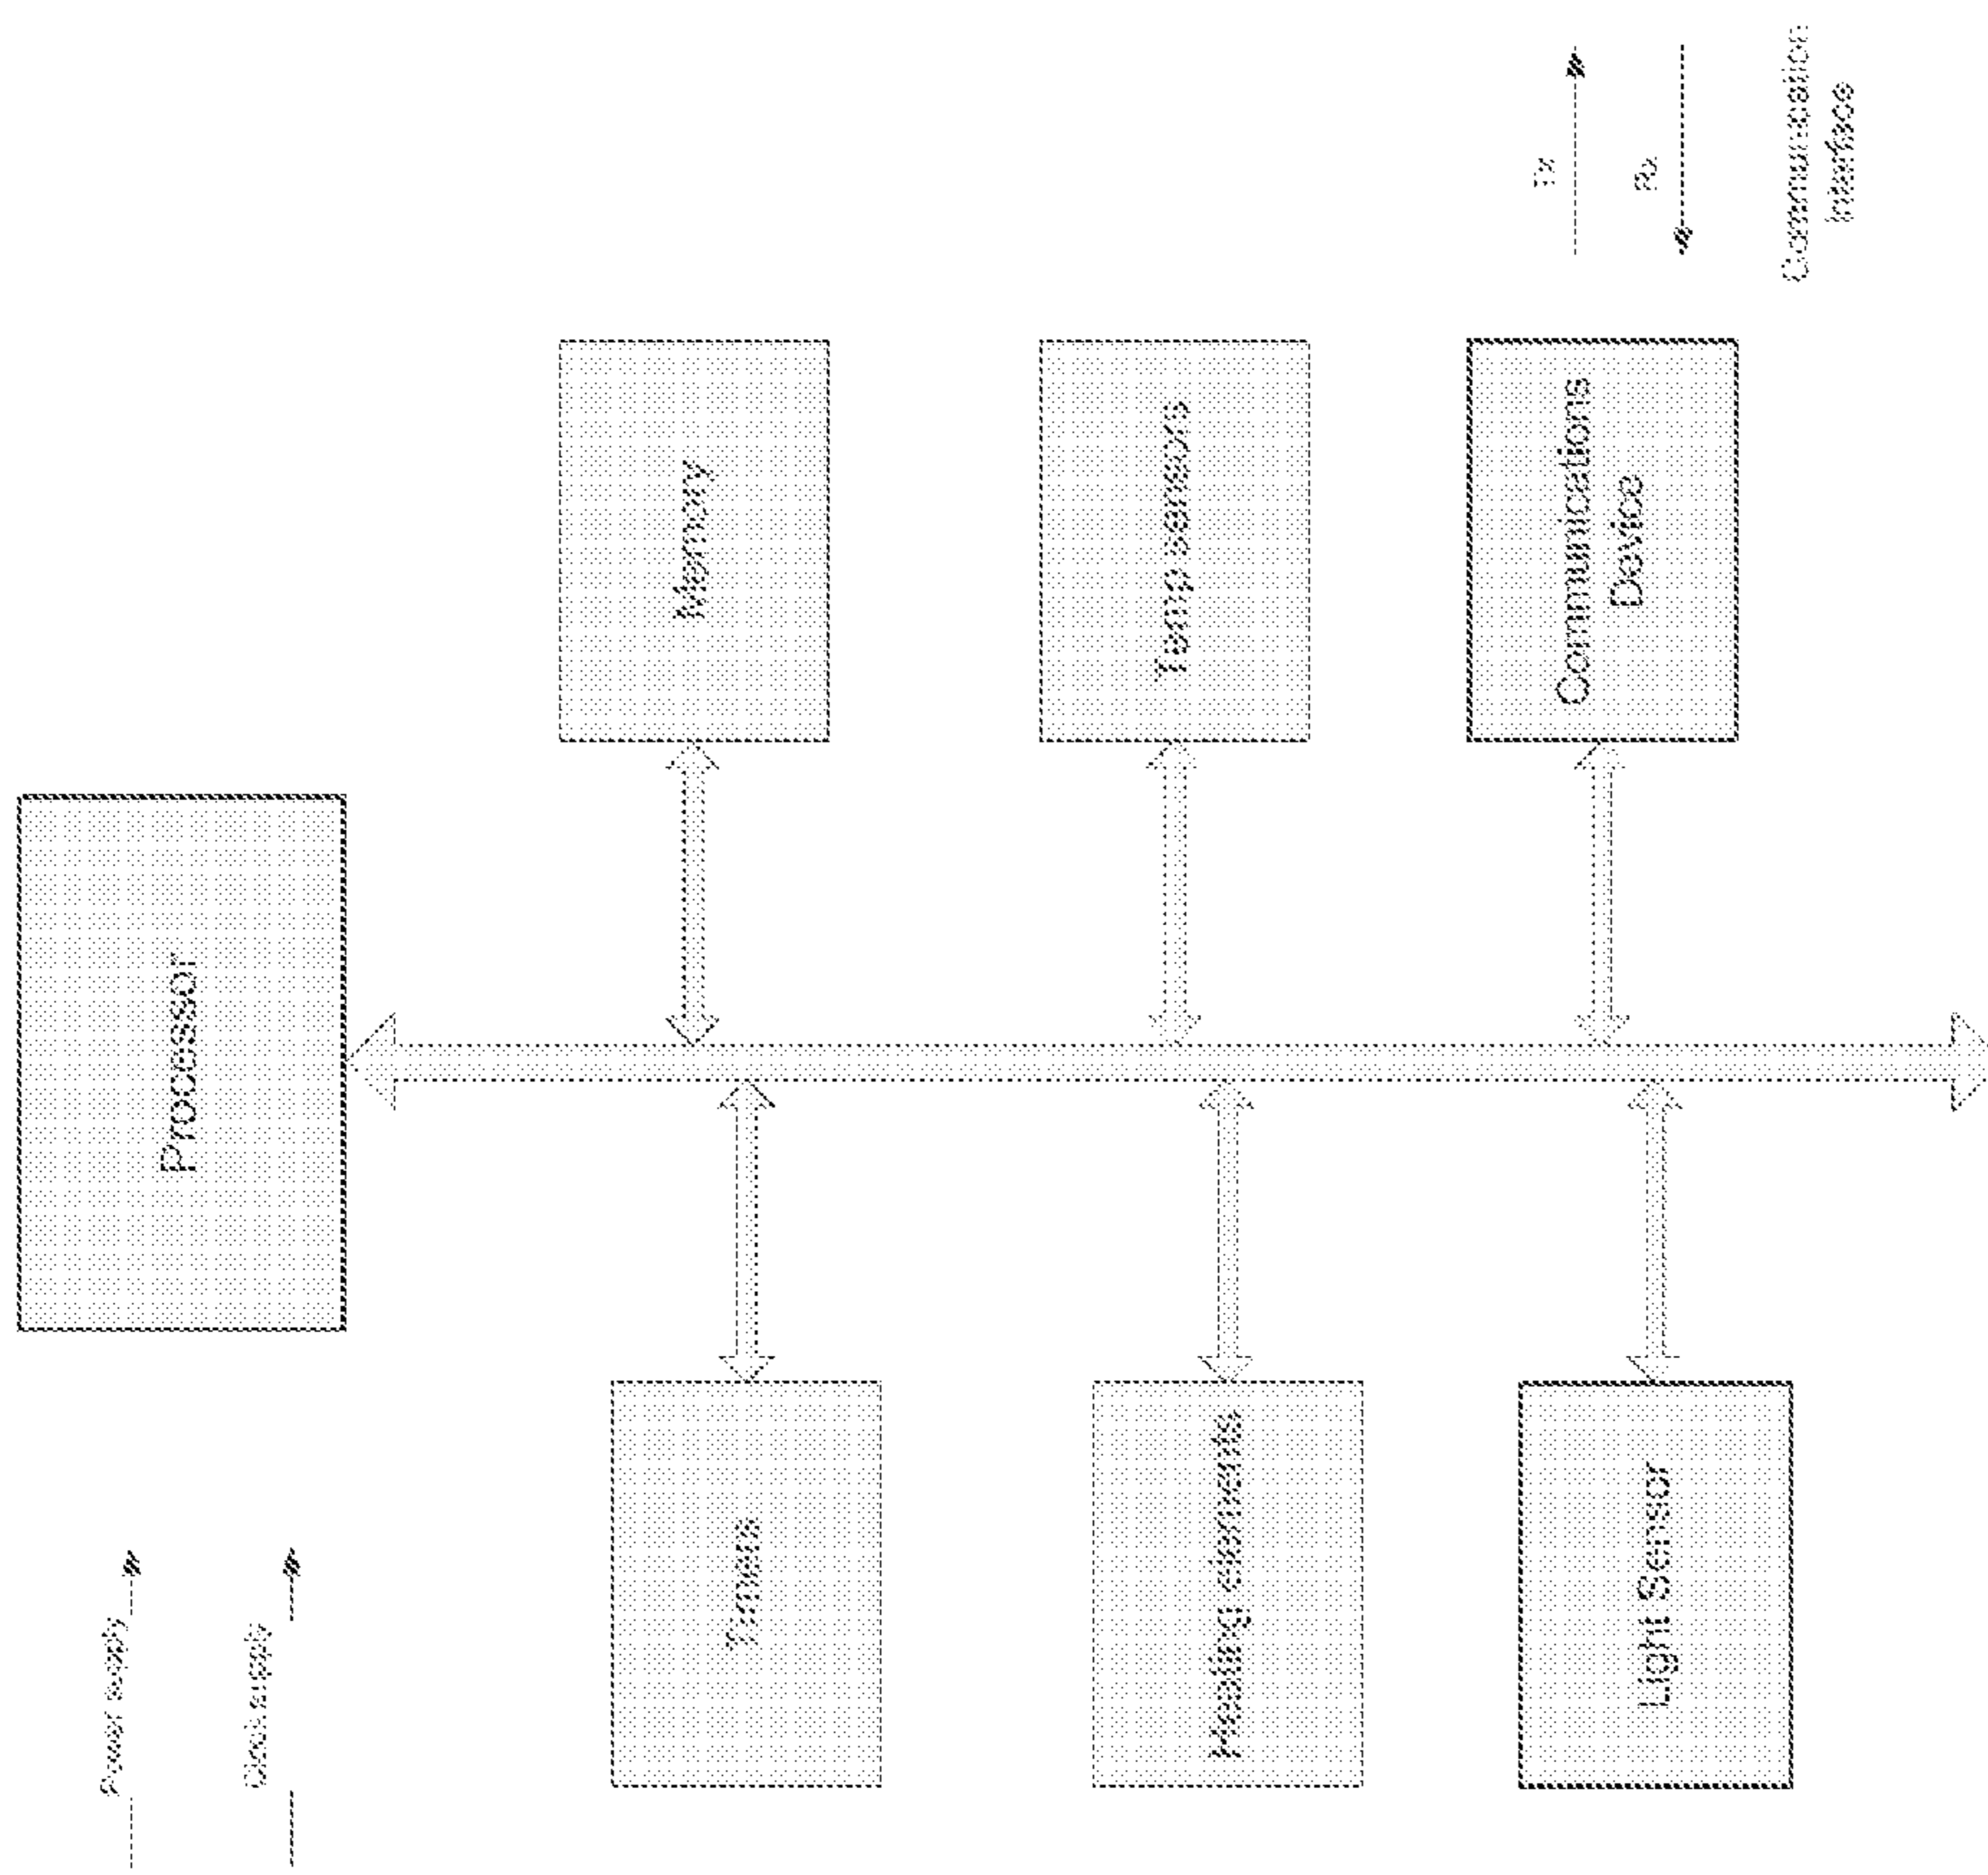 Power supply
Clock supply
Processor
Timers
Memory
Heating elements
Temp sensors
Light Sensor
Communications
Device
Tx
Rx
Communication
Interface